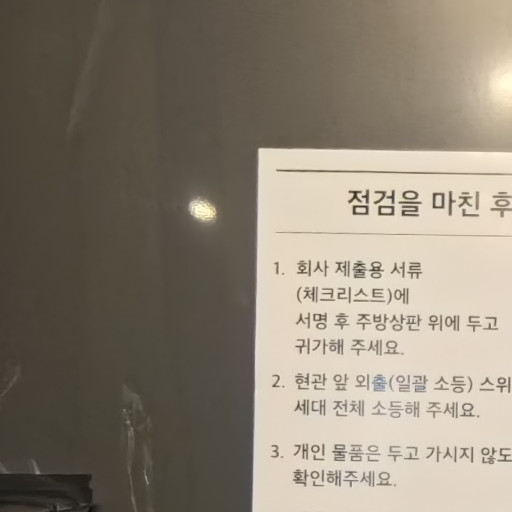 점검을 마친 후
1. 회사 제출용 서류
(체크리스트)에
서명 후 주방상판 위에 두고
귀가해 주세요.
2. 현관 앞 외출(일괄 소등) 스위
세대 전체 소등해 주세요.
3. 개인 물품은 두고 가시지 않도
확인해주세요.